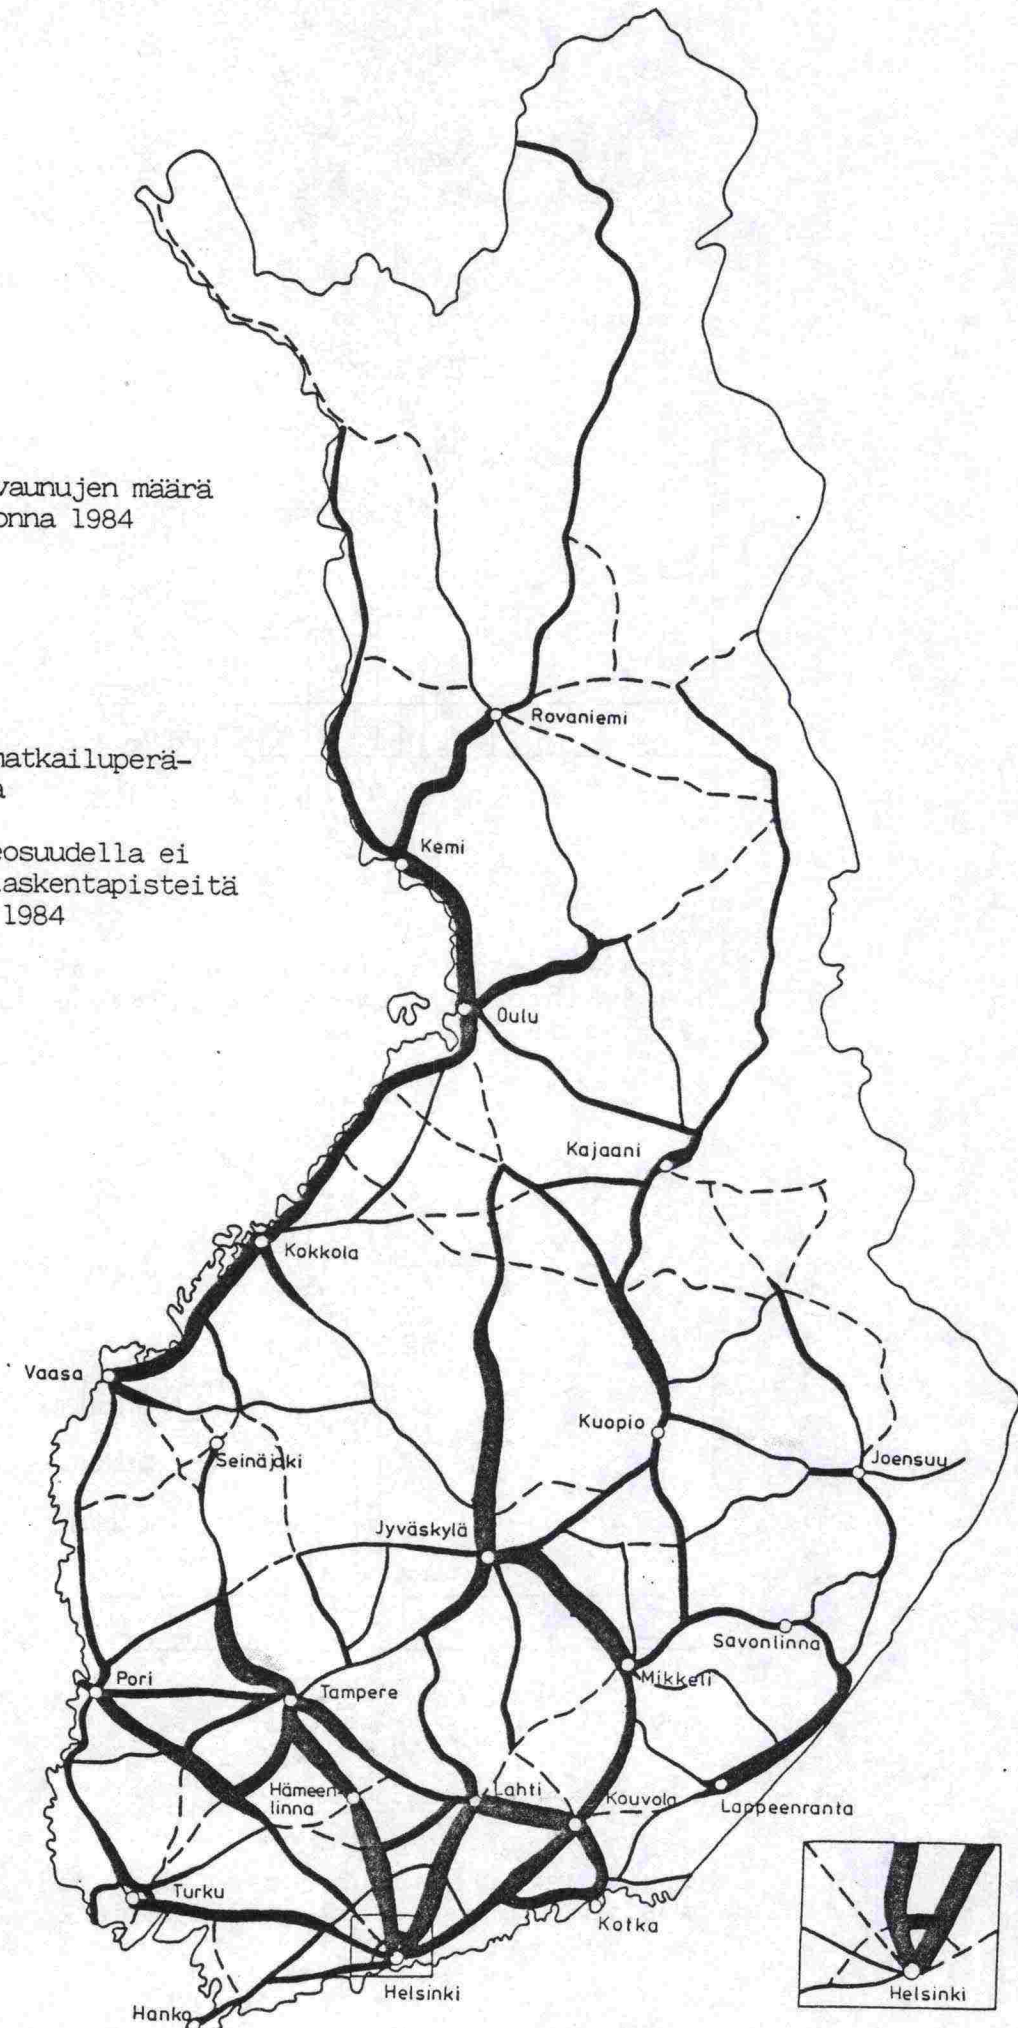 vaunujen määrä
onna 1984
matkailuperä-
ä
eosuudella ei
laskentapisteitä
1984
Rovaniemi
Kemi
Oulu
Kajaani
Kokkola
Vaasa
Kuopio
Seinäjoki
Joensuu
Jyväskylä
Savonlinna
Mikkeli
Pori
Tampere
Hämeen-
linna
Lahti
Kouvola
Lappeenranta
Turku
Kotka
Helsinki
Helsinki
Hanko